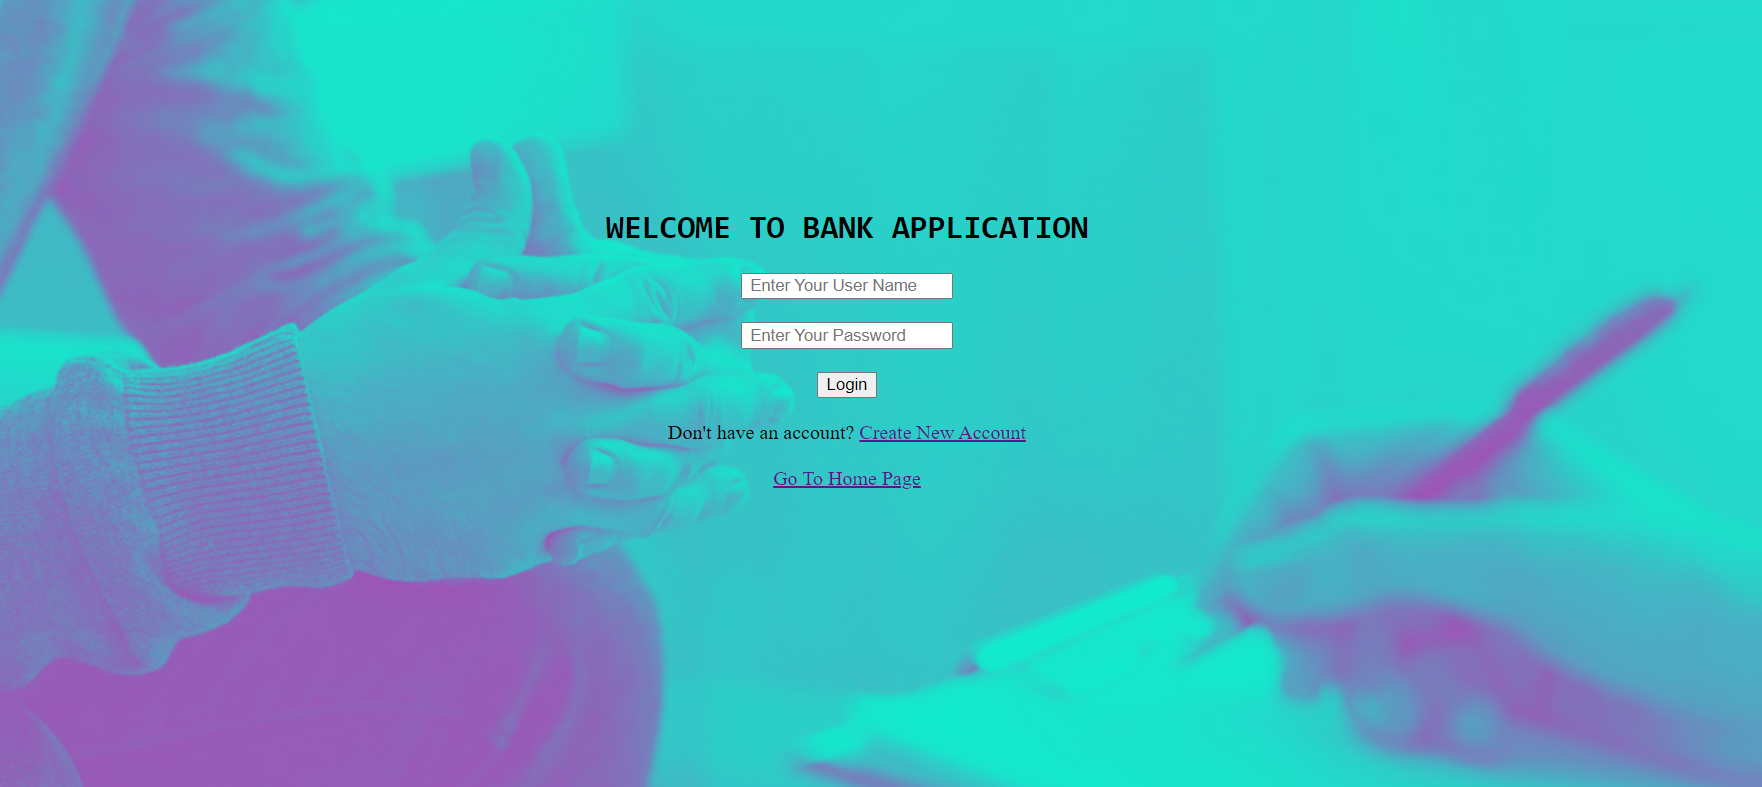 WELCOME TO BANK APPLICATION
Enter Your User Name
Enter Your Password
Login
Don't have an account? Create New Account
Go To Home Page